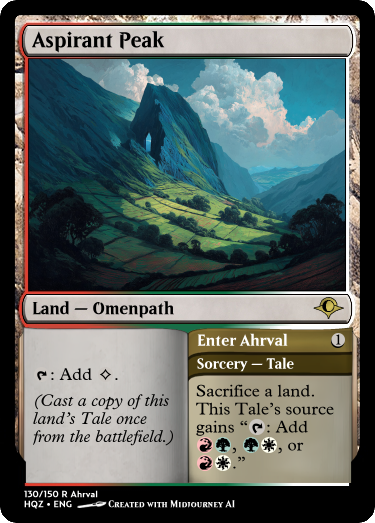 Aspirant Peak
Land — Omenpath
: Add .
(Cast a copy of this
land's Tale once
from the battlefield.)
Enter Ahrval 1
Sorcery — Tale
Sacrifice a land.
This Tale's source
gains “: Add
, , or
.”
130/150 R Ahrval
HQZ • ENG Created with Midjourney AI